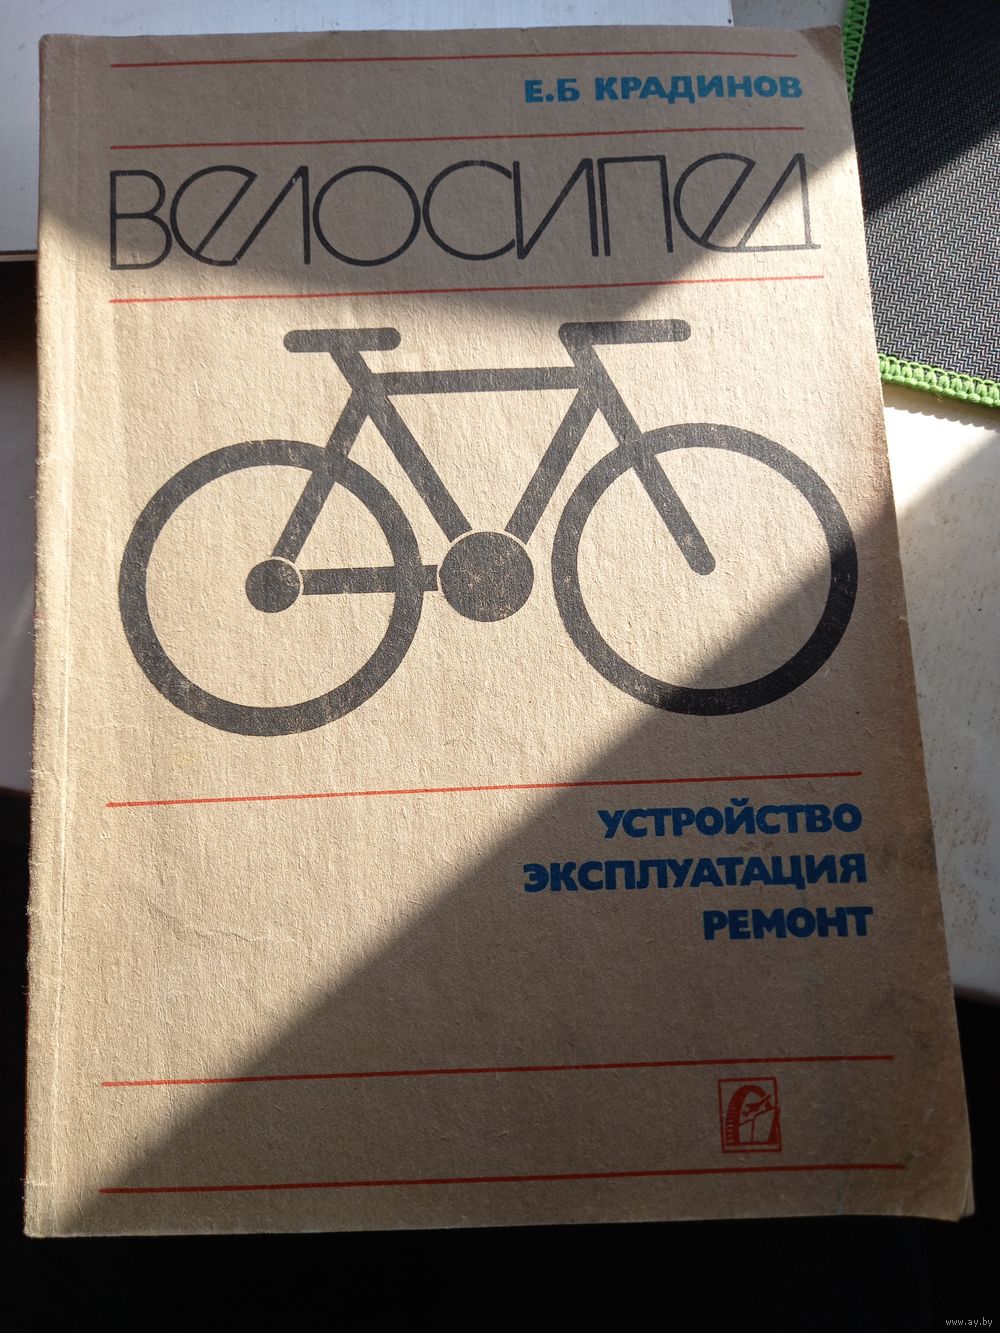 Е.Б КРАДИНОВ
ВЕЛОСИПЕД
УСТРОЙСТВО
ЭКСПЛУАТАЦИЯ
РЕМОНТ
www.ay.by